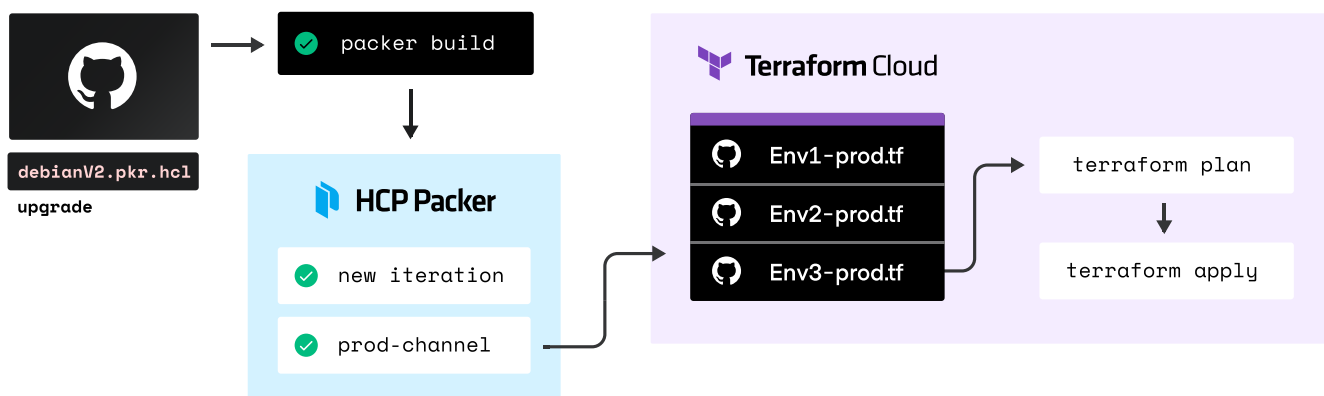 debianV2.pkr.hcl
upgrade
packer build
HCP Packer
new iteration
prod-channel
Terraform Cloud
Env1-prod.tf
Env2-prod.tf
Env3-prod.tf
terraform plan
terraform apply